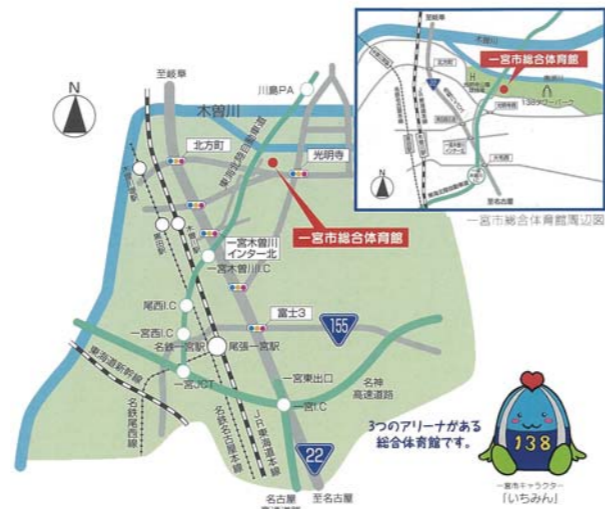 至岐阜
川島PA
木曽川
東海北陸自動車道
北方町
光明寺
一宮市総合体育館
一宮木曽川
インター北
一宮木曽川I.C
尾西I.C
富士3
155
一宮西I.C
名鉄一宮駅
尾張一宮駅
東海道新幹線
一宮JCT
一宮東出口
名神
高速道路
一宮I.C
名鉄尾西線
名鉄名古屋本線
JR東海道本線
22
名古屋
高速道路
至名古屋
N
至岐阜
木曽川
北方町
一宮市総合体育館
138タワーパーク
光明寺
至名古屋
N
一宮市総合体育館周辺図
3つのアリーナがある
総合体育館です。
138
一宮市キャラクター
「いちみん」